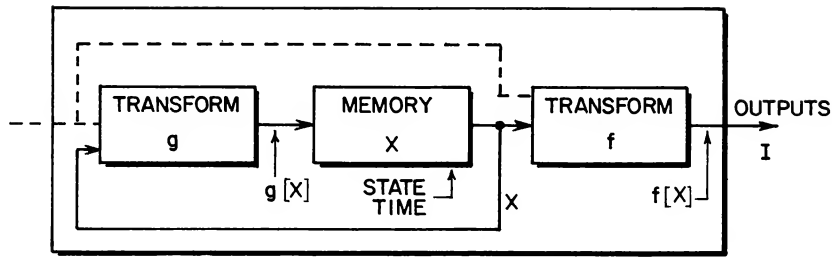 TRANSFORM
g
g [X]
MEMORY
X
STATE
TIME
X
TRANSFORM
f
f [X]
OUTPUTS
I